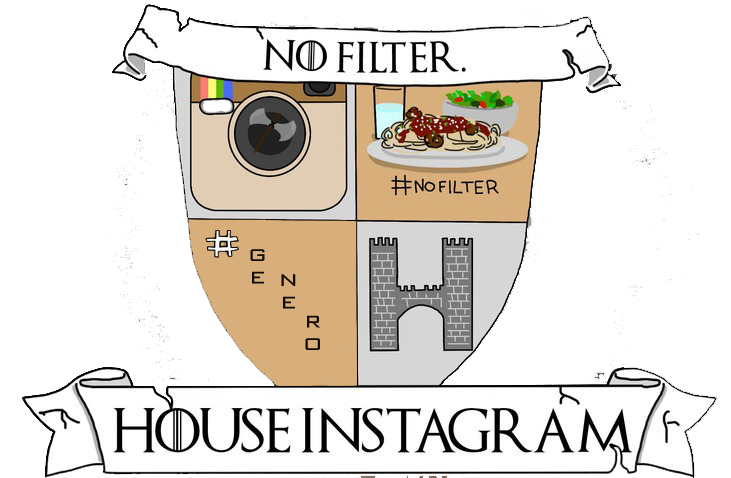 NO FILTER.
#NOFILTER
#
GE
NE
RO
H
HOUSE INSTAGRAM